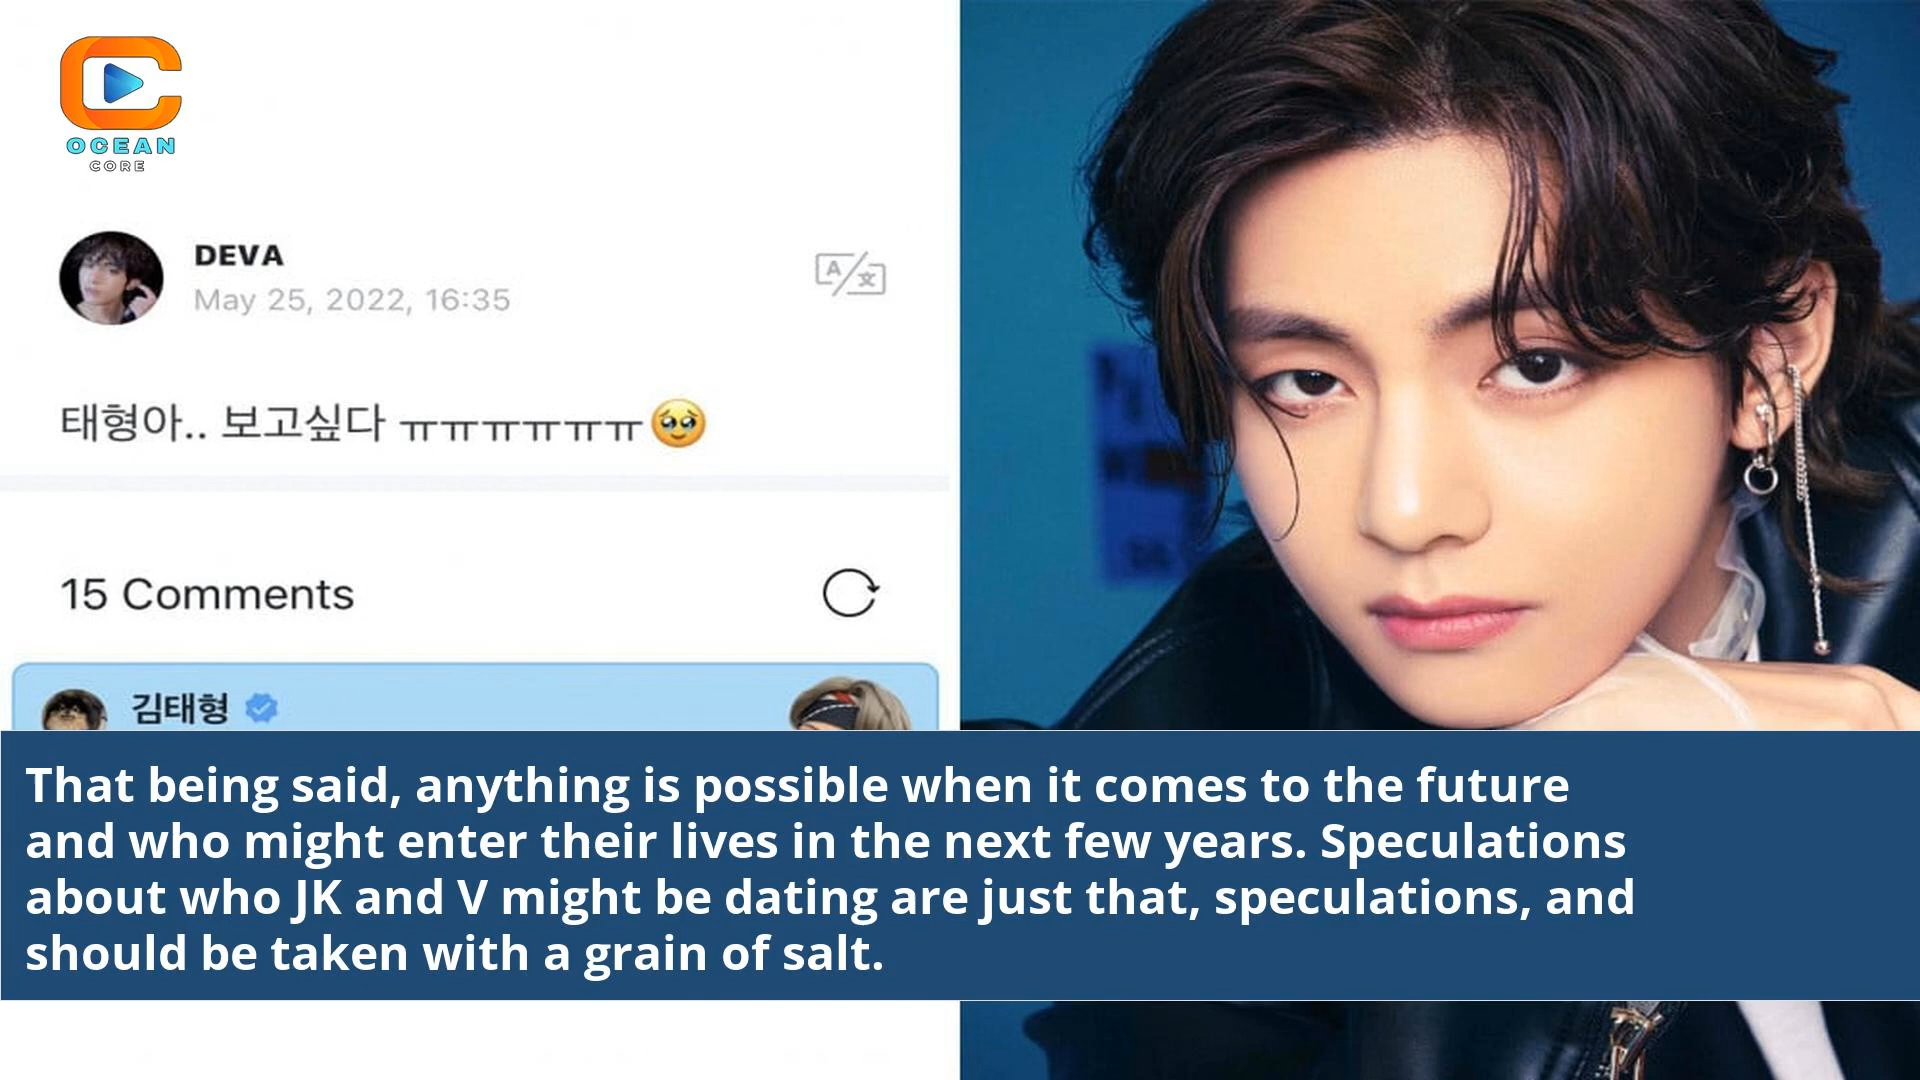 OCEAN
CORE
DEVA
May 25, 2022, 16:35
A/文
태형아.. 보고싶다 ㅠㅠㅠㅠㅠㅠ🥹
15 Comments
김태형
That being said, anything is possible when it comes to the future
and who might enter their lives in the next few years. Speculations
about who JK and V might be dating are just that, speculations, and
should be taken with a grain of salt.